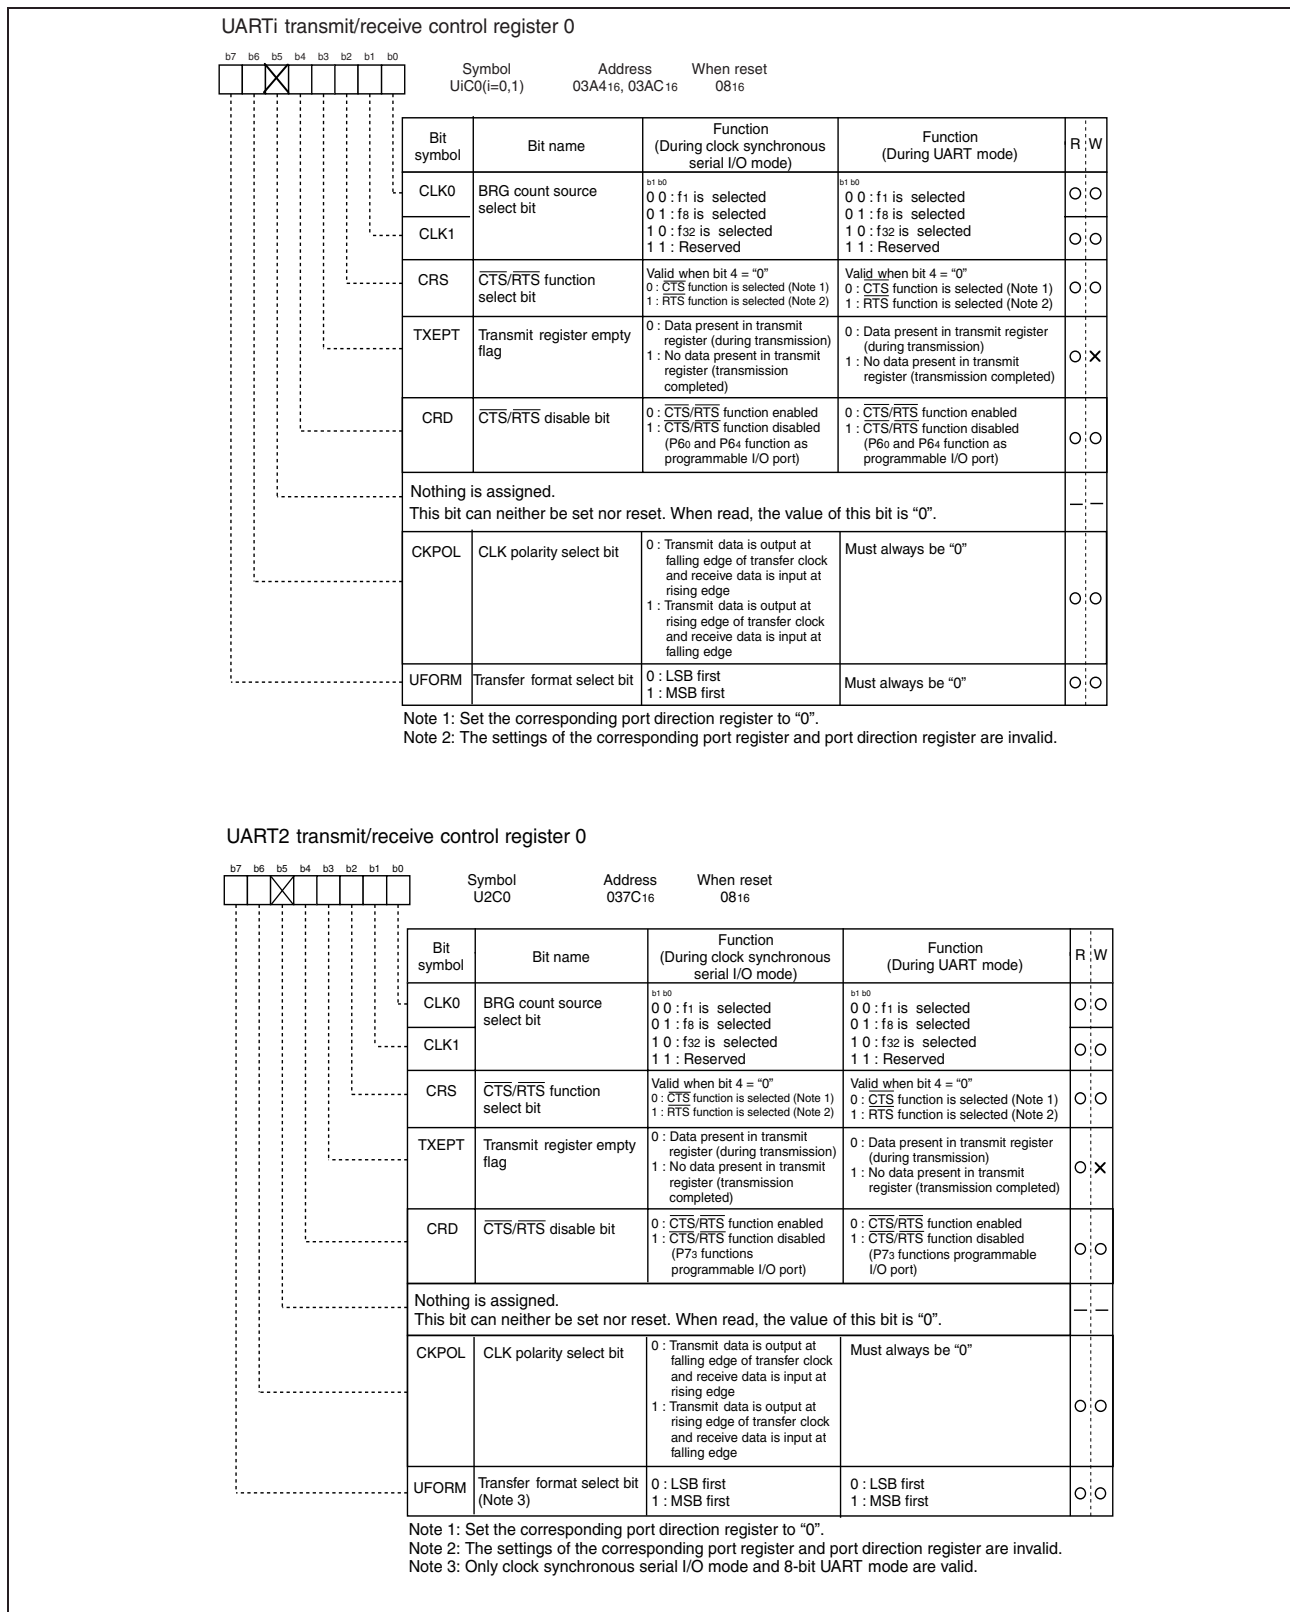 UARTi transmit/receive control register 0
b7 b6 b5 b4 b3 b2 b1 b0
Symbol Address When reset
UiC0(i=0,1) 03A416, 03AC16 0816
Bit symbol Bit name Function (During clock synchronous serial I/O mode) Function (During UART mode) R W
CLK0 BRG count source select bit
CLK1
b1 b0
0 0 : f1 is selected
0 1 : f8 is selected
1 0 : f32 is selected
1 1 : Reserved
b1 b0
0 0 : f1 is selected
0 1 : f8 is selected
1 0 : f32 is selected
1 1 : Reserved
CRS CTS/RTS function select bit
Valid when bit 4 = “0”
0 : CTS function is selected (Note 1)
1 : RTS function is selected (Note 2)
Valid when bit 4 = “0”
0 : CTS function is selected (Note 1)
1 : RTS function is selected (Note 2)
TXEPT Transmit register empty flag
0 : Data present in transmit
register (during transmission)
1 : No data present in transmit
register (transmission
completed)
0 : Data present in transmit register
(during transmission)
1 : No data present in transmit
register (transmission completed)
CRD CTS/RTS disable bit
0 : CTS/RTS function enabled
1 : CTS/RTS function disabled
(P60 and P64 function as
programmable I/O port)
0 : CTS/RTS function enabled
1 : CTS/RTS function disabled
(P60 and P64 function as
programmable I/O port)
Nothing is assigned.
This bit can neither be set nor reset. When read, the value of this bit is “0”.
CKPOL CLK polarity select bit
0 : Transmit data is output at
falling edge of transfer clock
and receive data is input at
rising edge
1 : Transmit data is output at
rising edge of transfer clock
and receive data is input at
falling edge
Must always be “0”
UFORM Transfer format select bit
0 : LSB first
1 : MSB first
Must always be “0”
Note 1: Set the corresponding port direction register to “0”.
Note 2: The settings of the corresponding port register and port direction register are invalid.
UART2 transmit/receive control register 0
b7 b6 b5 b4 b3 b2 b1 b0
Symbol Address When reset
U2C0 037C16 0816
Bit symbol Bit name Function (During clock synchronous serial I/O mode) Function (During UART mode) R W
CLK0 BRG count source select bit
CLK1
b1 b0
0 0 : f1 is selected
0 1 : f8 is selected
1 0 : f32 is selected
1 1 : Reserved
b1 b0
0 0 : f1 is selected
0 1 : f8 is selected
1 0 : f32 is selected
1 1 : Reserved
CRS CTS/RTS function select bit
Valid when bit 4 = “0”
0 : CTS function is selected (Note 1)
1 : RTS function is selected (Note 2)
Valid when bit 4 = “0”
0 : CTS function is selected (Note 1)
1 : RTS function is selected (Note 2)
TXEPT Transmit register empty flag
0 : Data present in transmit
register (during transmission)
1 : No data present in transmit
register (transmission
completed)
0 : Data present in transmit register
(during transmission)
1 : No data present in transmit
register (transmission completed)
CRD CTS/RTS disable bit
0 : CTS/RTS function enabled
1 : CTS/RTS function disabled
(P73 functions
programmable I/O port)
0 : CTS/RTS function enabled
1 : CTS/RTS function disabled
(P73 functions programmable
I/O port)
Nothing is assigned.
This bit can neither be set nor reset. When read, the value of this bit is “0”.
CKPOL CLK polarity select bit
0 : Transmit data is output at
falling edge of transfer clock
and receive data is input at
rising edge
1 : Transmit data is output at
rising edge of transfer clock
and receive data is input at
falling edge
Must always be “0”
UFORM Transfer format select bit (Note 3)
0 : LSB first
1 : MSB first
0 : LSB first
1 : MSB first
Note 1: Set the corresponding port direction register to “0”.
Note 2: The settings of the corresponding port register and port direction register are invalid.
Note 3: Only clock synchronous serial I/O mode and 8-bit UART mode are valid.